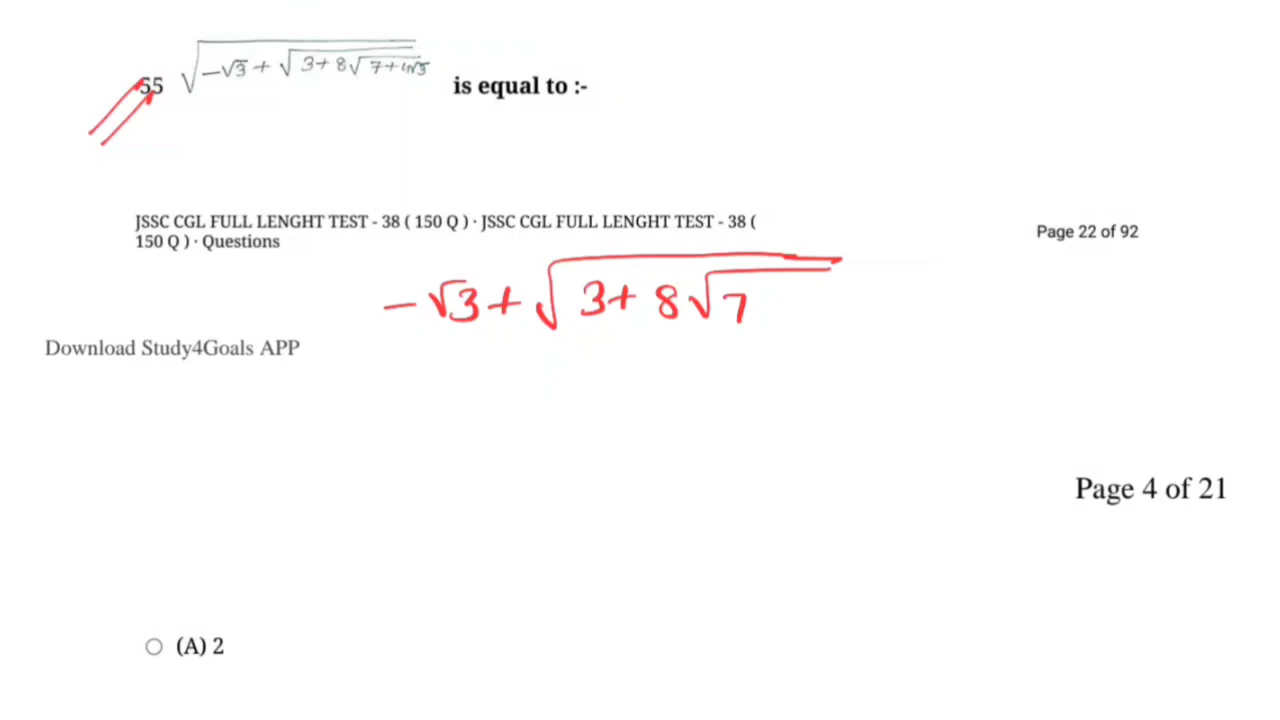 55 √(-√3 + √(3+8√(7+4√3))) is equal to :-
JSSC CGL FULL LENGHT TEST - 38 ( 150 Q ) · JSSC CGL FULL LENGHT TEST - 38 (
150 Q ) · Questions
Page 22 of 92
-√3 + √(3+8√7
Download Study4Goals APP
Page 4 of 21
(A) 2